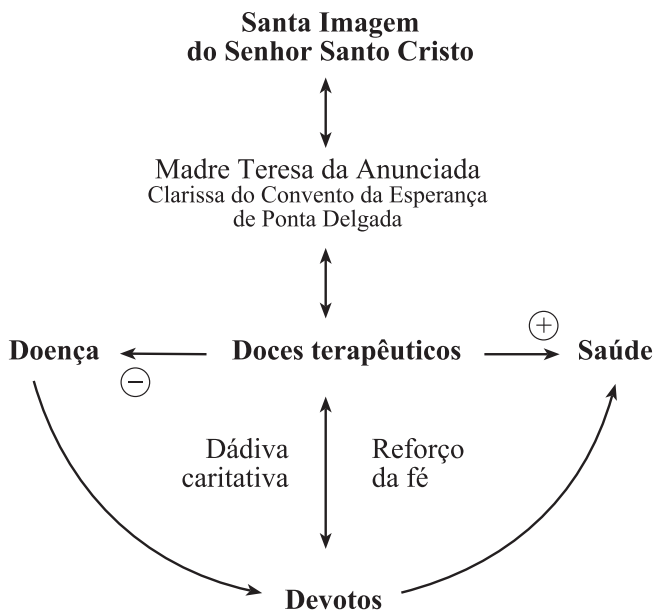 Santa Imagem
do Senhor Santo Cristo
Madre Teresa da Anunciada
Clarissa do Convento da Esperança
de Ponta Delgada
+
Doença
Doces terapêuticos
Saúde
−
Dádiva
caritativa
Reforço
da fé
Devotos